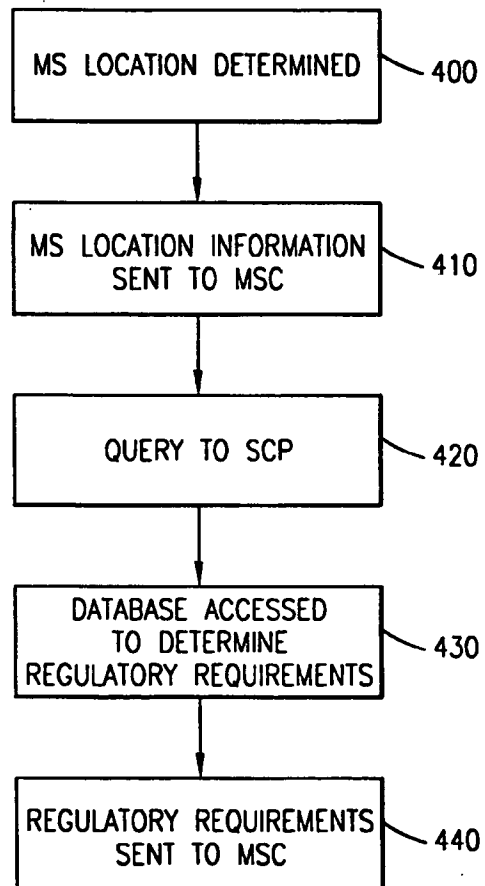 MS LOCATION DETERMINED
400
MS LOCATION INFORMATION
SENT TO MSC
410
QUERY TO SCP
420
DATABASE ACCESSED
TO DETERMINE
REGULATORY REQUIREMENTS
430
REGULATORY REQUIREMENTS
SENT TO MSC
440